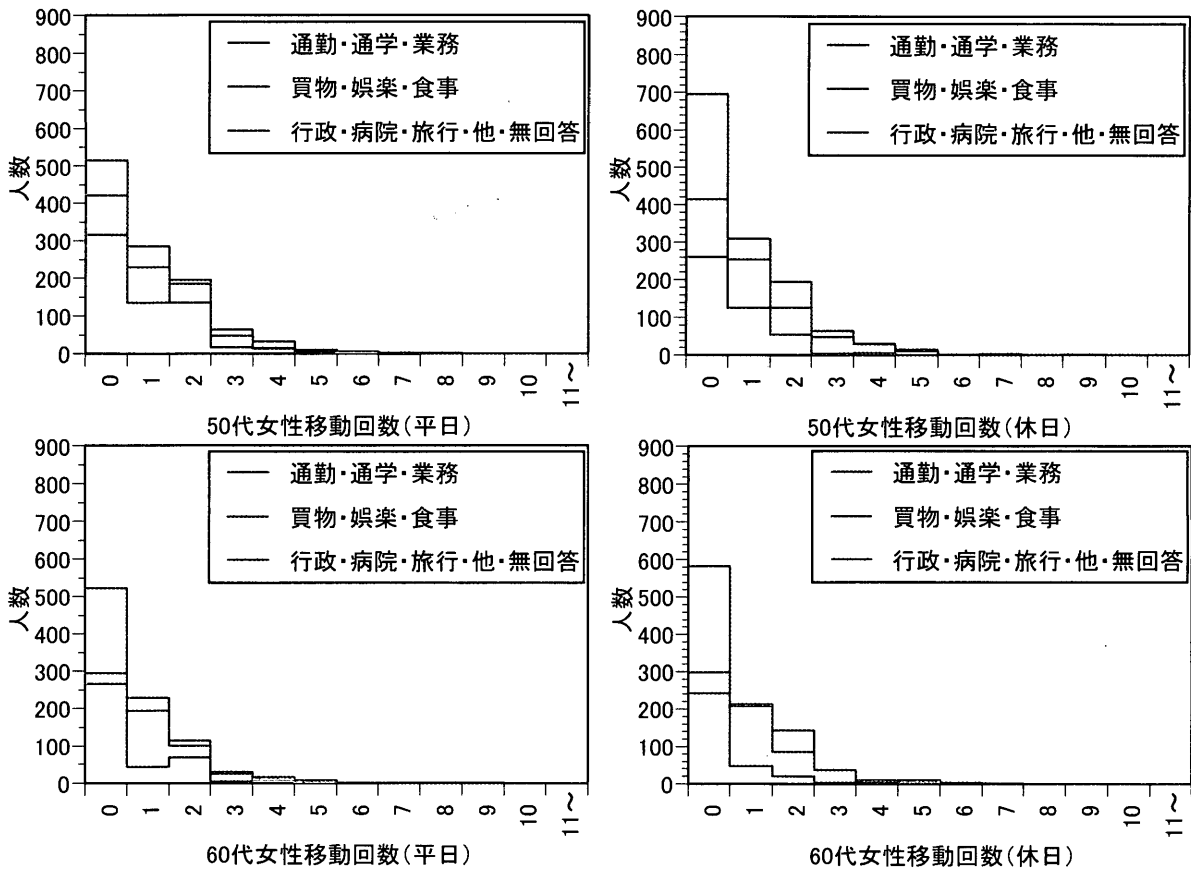 900
800
700
600
500
400
300
200
100
0
人数
通勤・通学・業務
買物・娯楽・食事
行政・病院・旅行・他・無回答
0 1 2 3 4 5 6 7 8 9 10 11~
50代女性移動回数(平日)
900
800
700
600
500
400
300
200
100
0
人数
通勤・通学・業務
買物・娯楽・食事
行政・病院・旅行・他・無回答
0 1 2 3 4 5 6 7 8 9 10 11~
50代女性移動回数(休日)
900
800
700
600
500
400
300
200
100
0
人数
通勤・通学・業務
買物・娯楽・食事
行政・病院・旅行・他・無回答
0 1 2 3 4 5 6 7 8 9 10 11~
60代女性移動回数(平日)
900
800
700
600
500
400
300
200
100
0
人数
通勤・通学・業務
買物・娯楽・食事
行政・病院・旅行・他・無回答
0 1 2 3 4 5 6 7 8 9 10 11~
60代女性移動回数(休日)